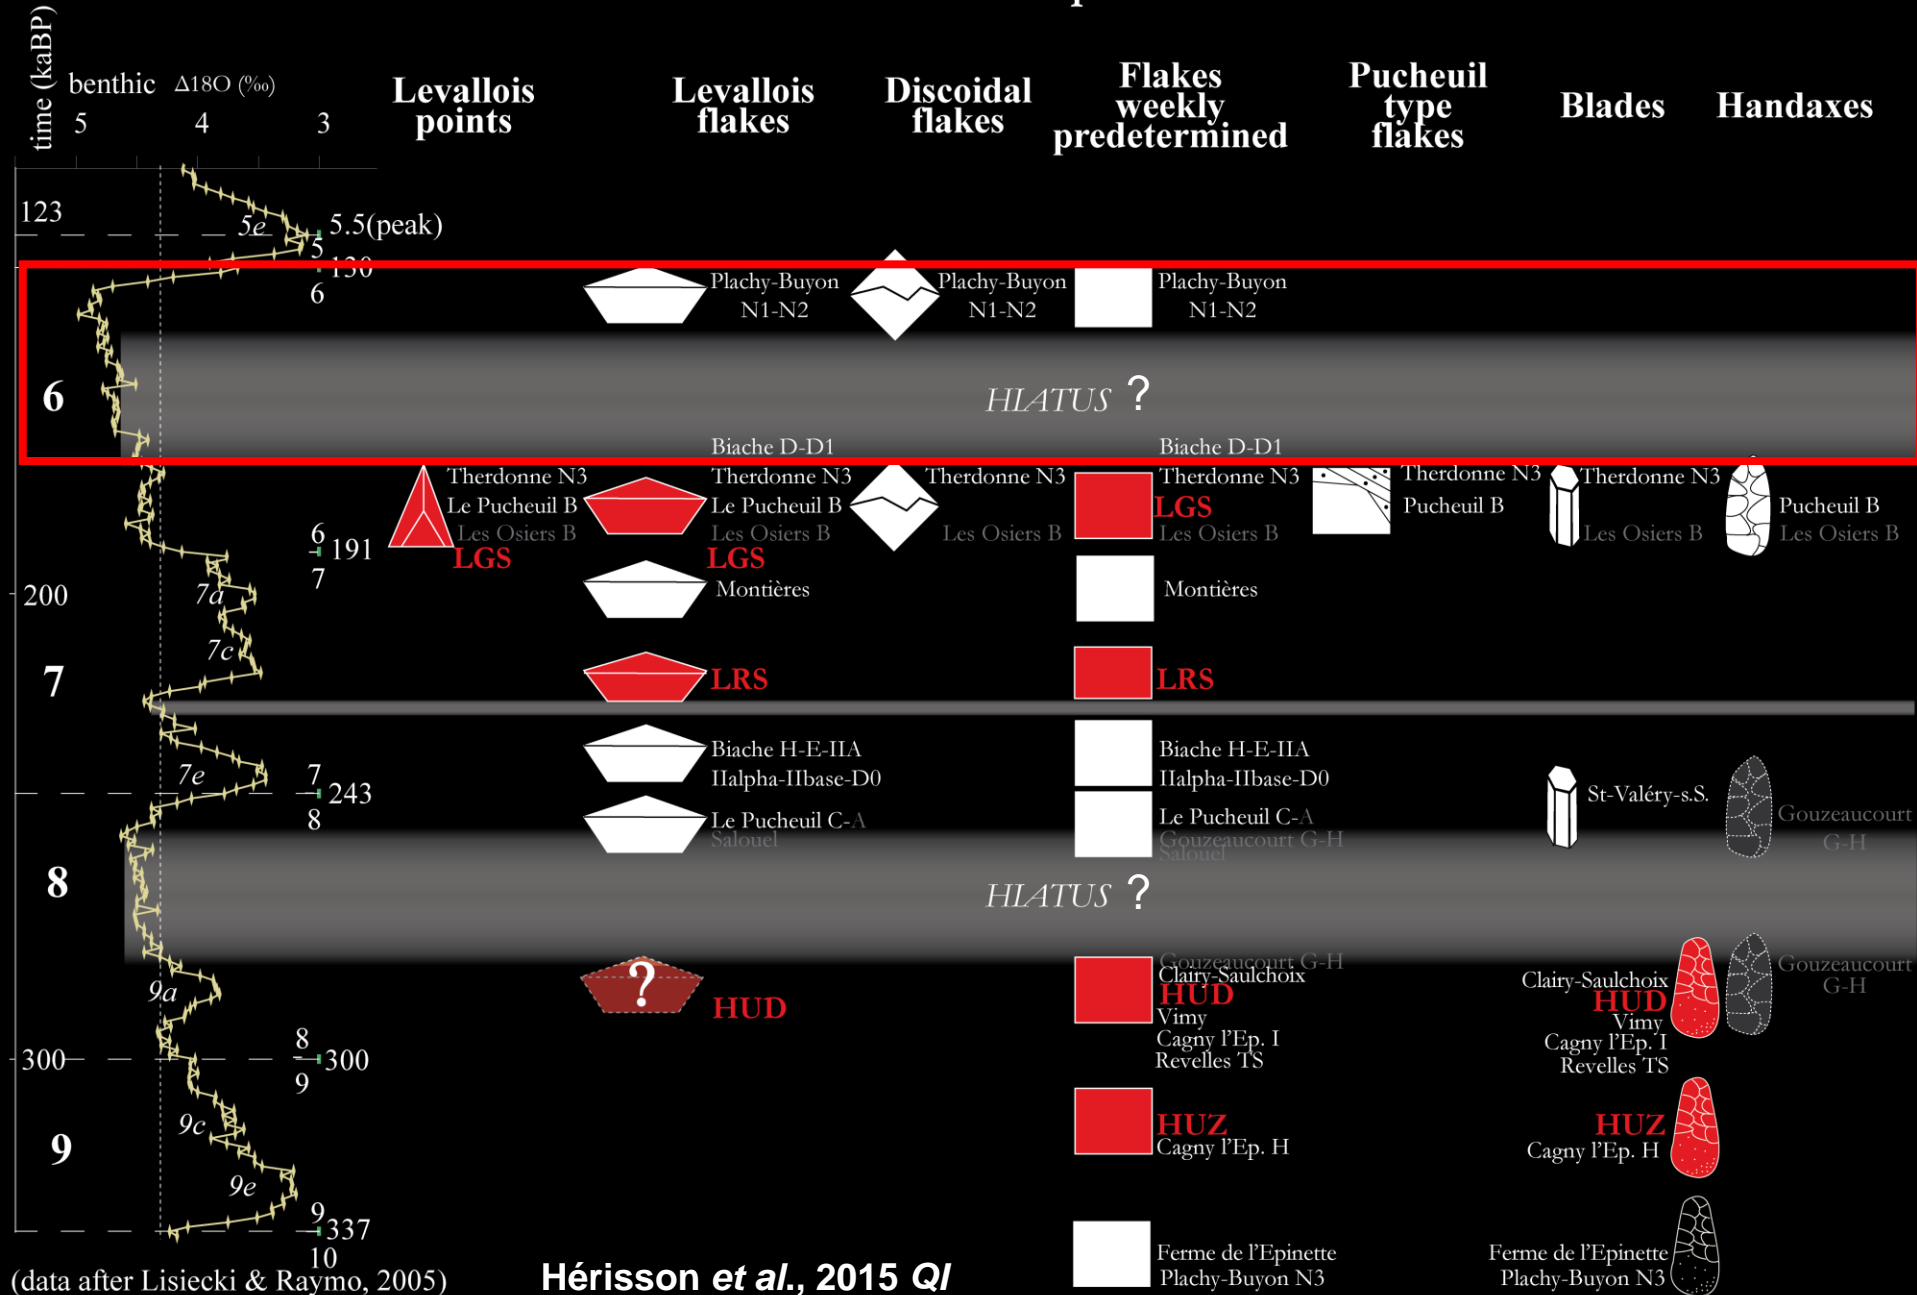 time (kaBP)
benthic Δ18O (‰)
5 4 3
Levallois
points
Levallois
flakes
Discoidal
flakes
Flakes
weekly
predetermined
Pucheuil
type
flakes
Blades
Handaxes
123
5e
5.5(peak)
5
130
6
Plachy-Buyon
N1-N2
Plachy-Buyon
N1-N2
Plachy-Buyon
N1-N2
6
HIATUS ?
Biache D-D1
Biache D-D1
Therdonne N3
Le Pucheuil B
Les Osiers B
LGS
Therdonne N3
Le Pucheuil B
Les Osiers B
LGS
Therdonne N3
Les Osiers B
Therdonne N3
LGS
Les Osiers B
Therdonne N3
Pucheuil B
Therdonne N3
Les Osiers B
Pucheuil B
Les Osiers B
6
191
7
200
7a
Montières
Montières
7c
7
LRS
LRS
7e
7
243
8
Biache H-E-IIA
IIalpha-IIbase-D0
Biache H-E-IIA
IIalpha-IIbase-D0
St-Valéry-s.S.
Le Pucheuil C-A
Salouel
Le Pucheuil C-A
Gouzeaucourt G-H
Salouel
Gouzeaucourt
G-H
8
HIATUS ?
9a
?
HUD
Gouzeaucourt G-H
Clairy-Saulchoix
HUD
Vimy
Cagny l'Ep. I
Revelles TS
Clairy-Saulchoix
HUD
Vimy
Cagny l'Ep. I
Revelles TS
Gouzeaucourt
G-H
300
8
300
9
9c
9
HUZ
Cagny l'Ep. H
HUZ
Cagny l'Ep. H
9e
9
337
10
Ferme de l'Epinette
Plachy-Buyon N3
Ferme de l'Epinette
Plachy-Buyon N3
(data after Lisiecki & Raymo, 2005)
Hérisson et al., 2015 QI